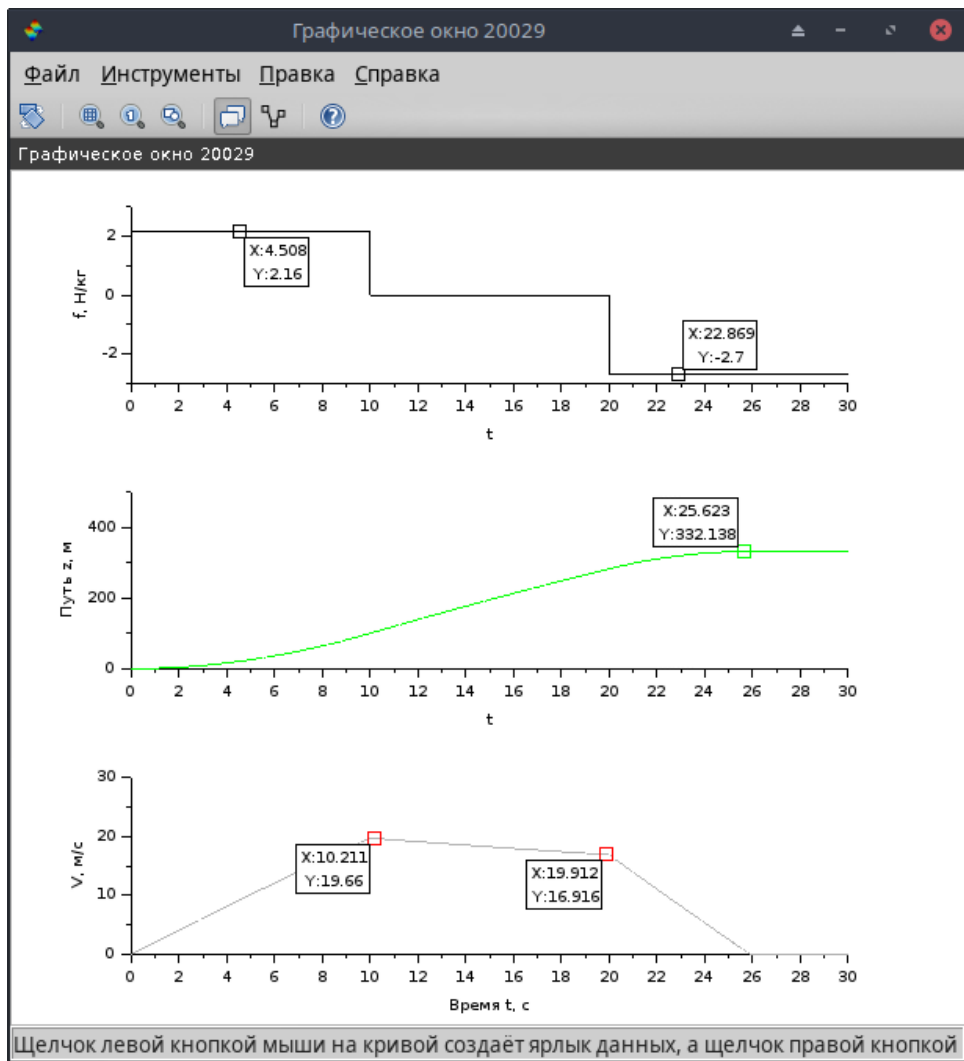 Графическое окно 20029
Файл Инструменты Правка Справка
Графическое окно 20029
2
0
-2
f, Н/кг
X:4.508
Y:2.16
X:22.869
Y:-2.7
0 2 4 6 8 10 12 14 16 18 20 22 24 26 28 30
t
400
200
0
Путь z, м
X:25.623
Y:332.138
0 2 4 6 8 10 12 14 16 18 20 22 24 26 28 30
t
30
20
10
0
V, м/с
X:10.211
Y:19.66
X:19.912
Y:16.916
0 2 4 6 8 10 12 14 16 18 20 22 24 26 28 30
Время t, с
Щелчок левой кнопкой мыши на кривой создаёт ярлык данных, а щелчок правой кнопкой